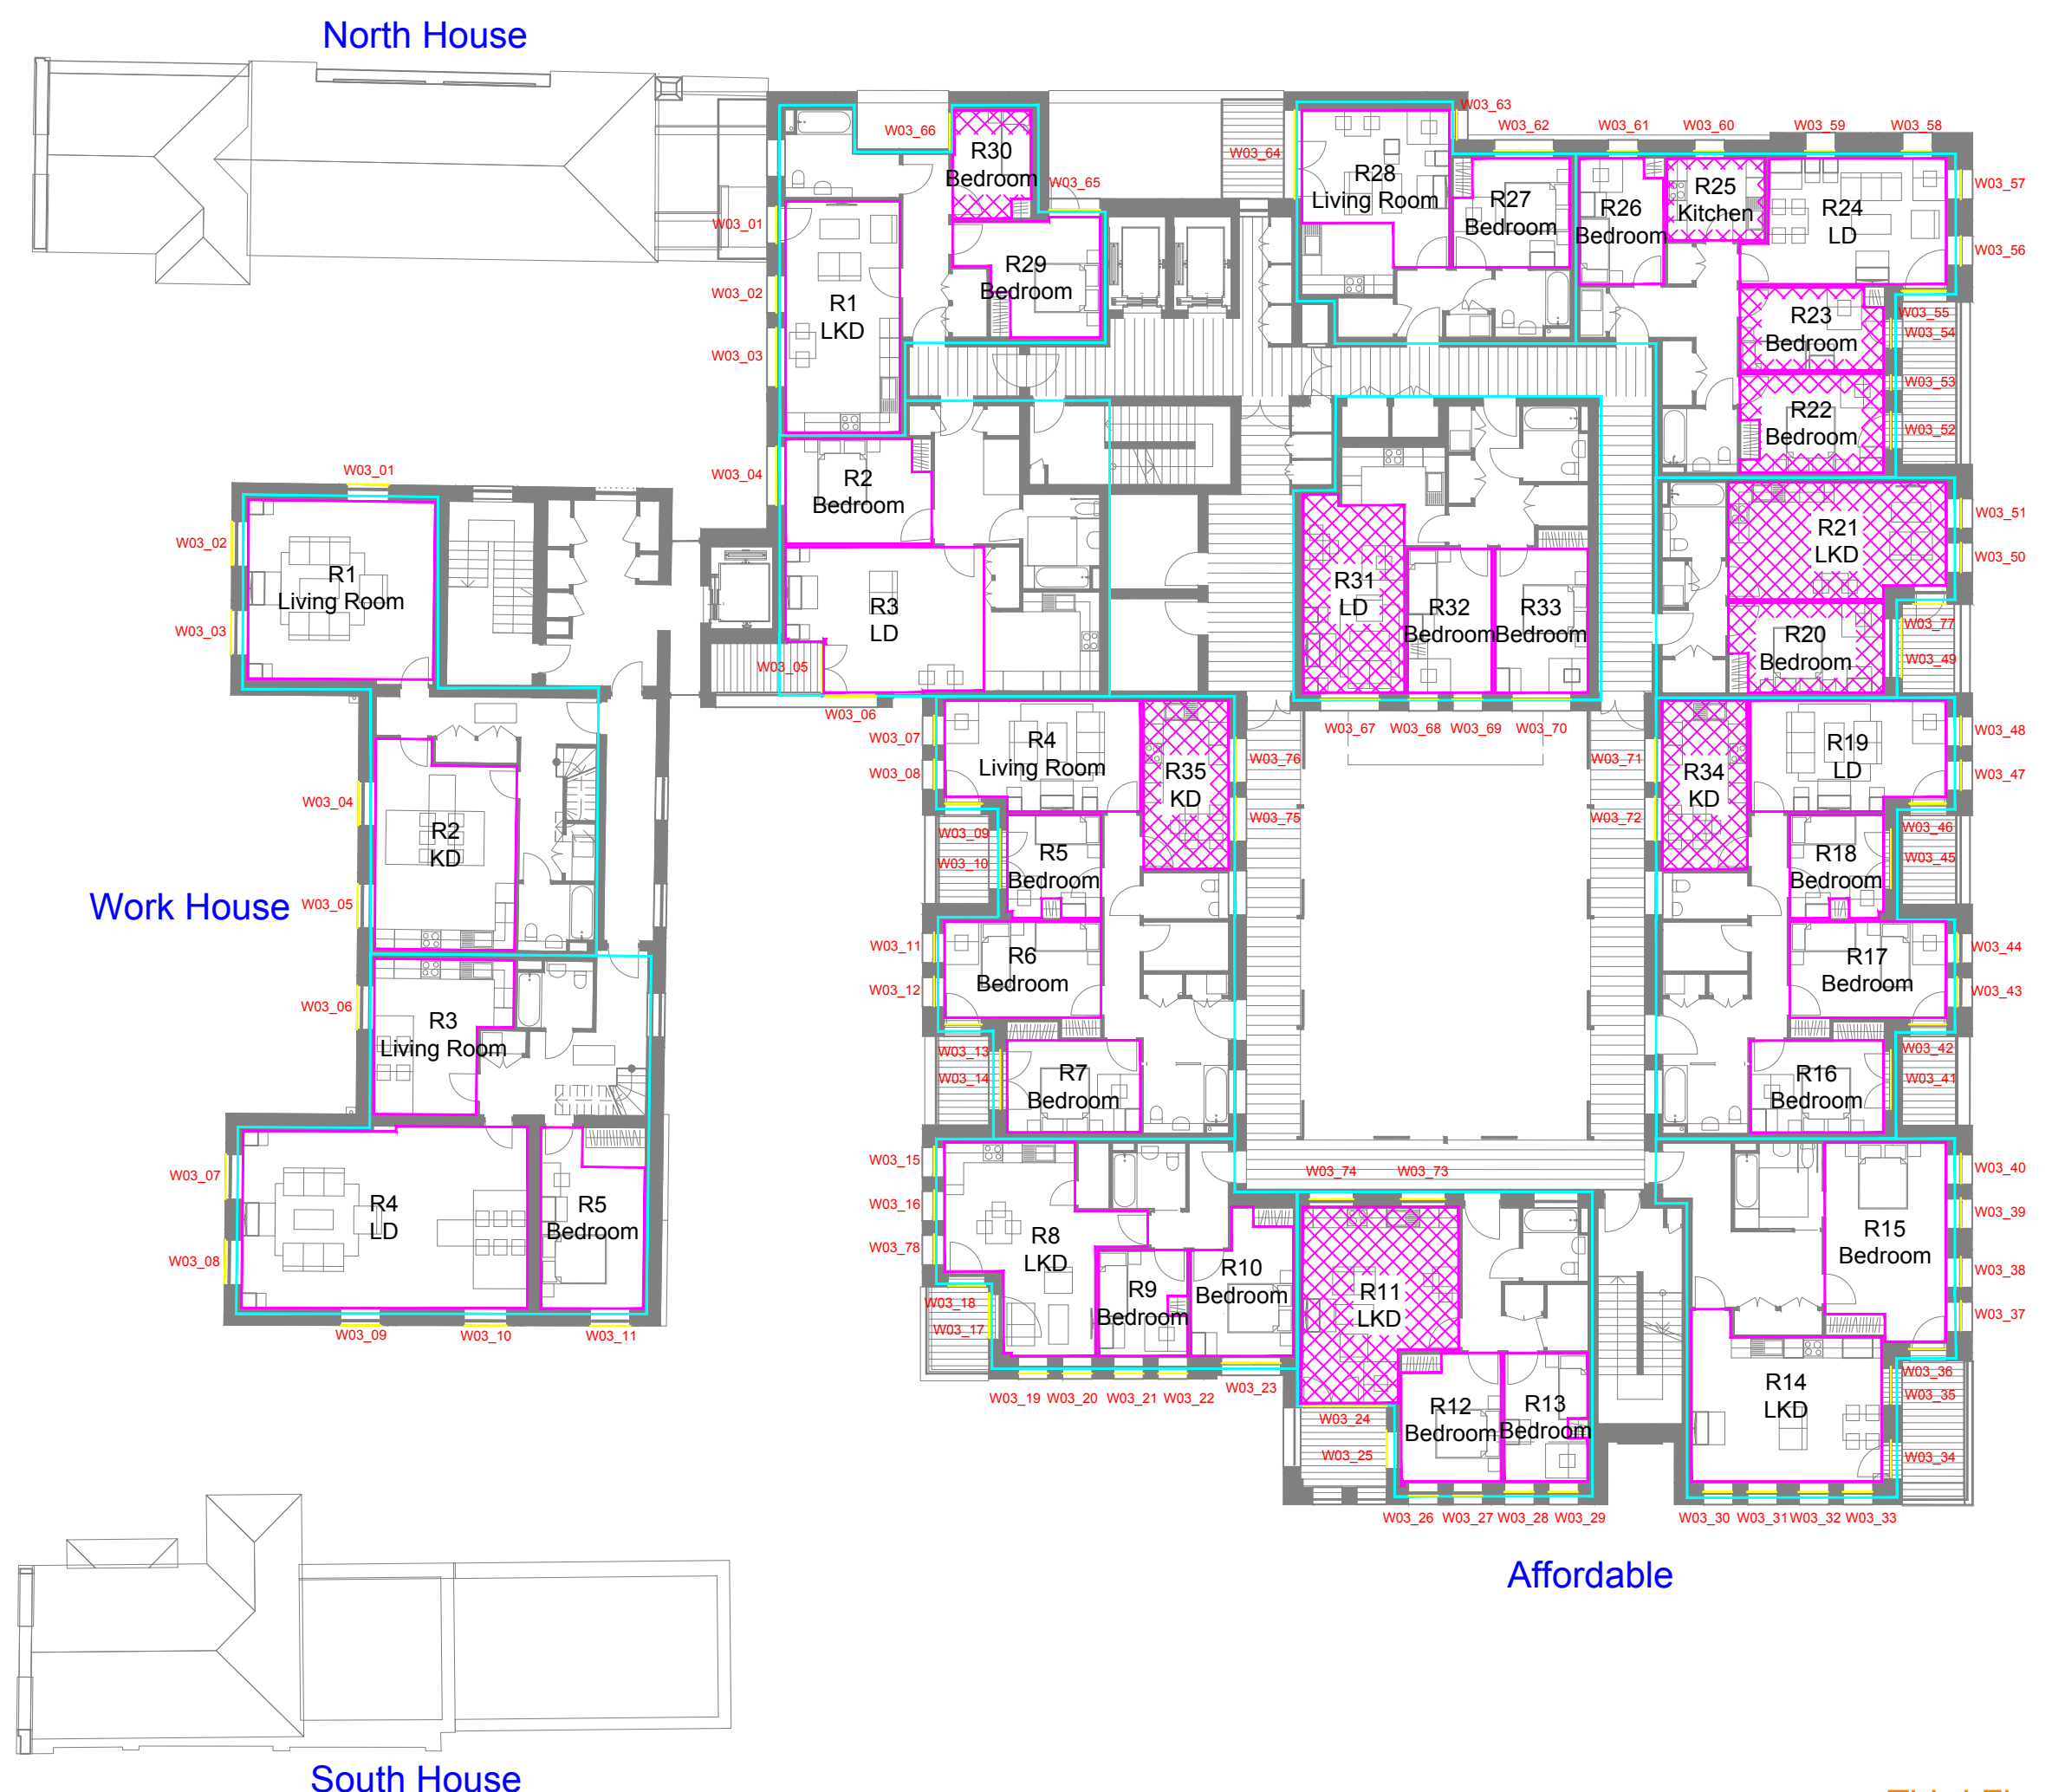 North House
W03_63
W03_62
W03_61
W03_60
W03_59
W03_58
W03_66
R30
Bedroom
W03_64
R28
Living Room
R27
Bedroom
R26
Bedroom
R25
Kitchen
R24
LD
W03_57
W03_56
W03_65
W03_01
W03_02
W03_03
R1
LKD
R29
Bedroom
R23
Bedroom
W03_55
W03_54
W03_53
W03_52
R22
Bedroom
W03_04
R2
Bedroom
W03_01
W03_02
W03_03
R1
Living Room
R3
LD
W03_05
W03_06
R31
LD
R32
Bedroom
R33
Bedroom
R21
LKD
W03_51
W03_50
R20
Bedroom
W03_77
W03_49
W03_67
W03_68
W03_69
W03_70
W03_07
W03_08
R4
Living Room
R35
KD
W03_76
W03_75
W03_71
W03_72
R34
KD
R19
LD
W03_48
W03_47
W03_04
R2
KD
W03_05
Work House
W03_09
W03_10
R5
Bedroom
R18
Bedroom
W03_46
W03_45
W03_11
W03_12
R6
Bedroom
R17
Bedroom
W03_44
W03_43
W03_06
R3
Living Room
W03_13
W03_14
R7
Bedroom
R16
Bedroom
W03_42
W03_41
W03_07
W03_08
R4
LD
R5
Bedroom
W03_09
W03_10
W03_11
W03_15
W03_16
W03_78
R8
LKD
W03_18
W03_17
R9
Bedroom
R10
Bedroom
W03_74
W03_73
R11
LKD
R15
Bedroom
W03_40
W03_39
W03_38
W03_37
W03_19
W03_20
W03_21
W03_22
W03_23
W03_24
W03_25
R12
Bedroom
R13
Bedroom
R14
LKD
W03_36
W03_35
W03_34
W03_26
W03_27
W03_28
W03_29
W03_30
W03_31
W03_32
W03_33
Affordable
South House